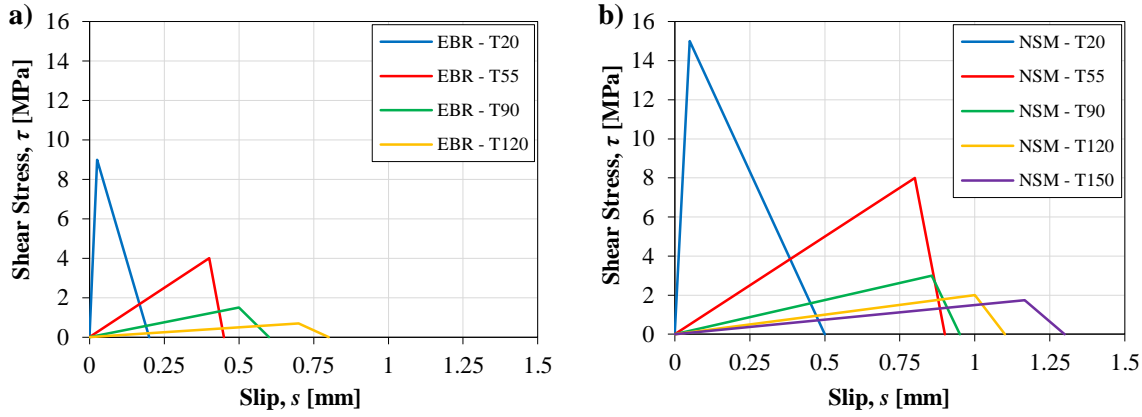 a)
Shear Stress, τ [MPa]
16
14
12
10
8
6
4
2
0
0 0.25 0.5 0.75 1 1.25 1.5
Slip, s [mm]
EBR - T20
EBR - T55
EBR - T90
EBR - T120
b)
Shear Stress, τ [MPa]
16
14
12
10
8
6
4
2
0
0 0.25 0.5 0.75 1 1.25 1.5
Slip, s [mm]
NSM - T20
NSM - T55
NSM - T90
NSM - T120
NSM - T150